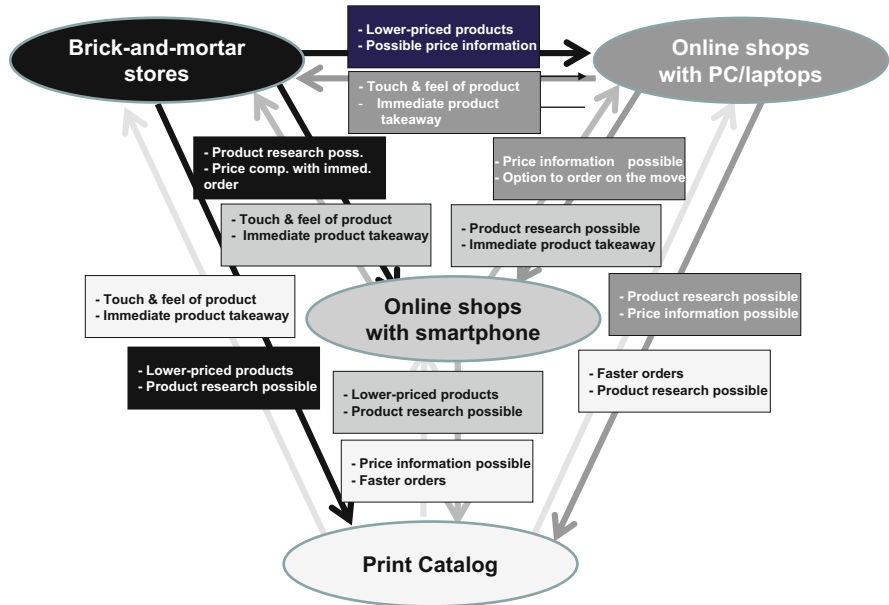 Brick-and-mortar
stores
- Lower-priced products
- Possible price information
Online shops
with PC/laptops
- Touch & feel of product
- Immediate product
takeaway
- Product research poss.
- Price comp. with immed.
order
- Price information possible
- Option to order on the move
- Touch & feel of product
- Immediate product takeaway
- Product research possible
- Immediate product takeaway
- Touch & feel of product
- Immediate product takeaway
Online shops
with smartphone
- Product research possible
- Price information possible
- Lower-priced products
- Product research possible
- Lower-priced products
- Product research possible
- Faster orders
- Product research possible
- Price information possible
- Faster orders
Print Catalog